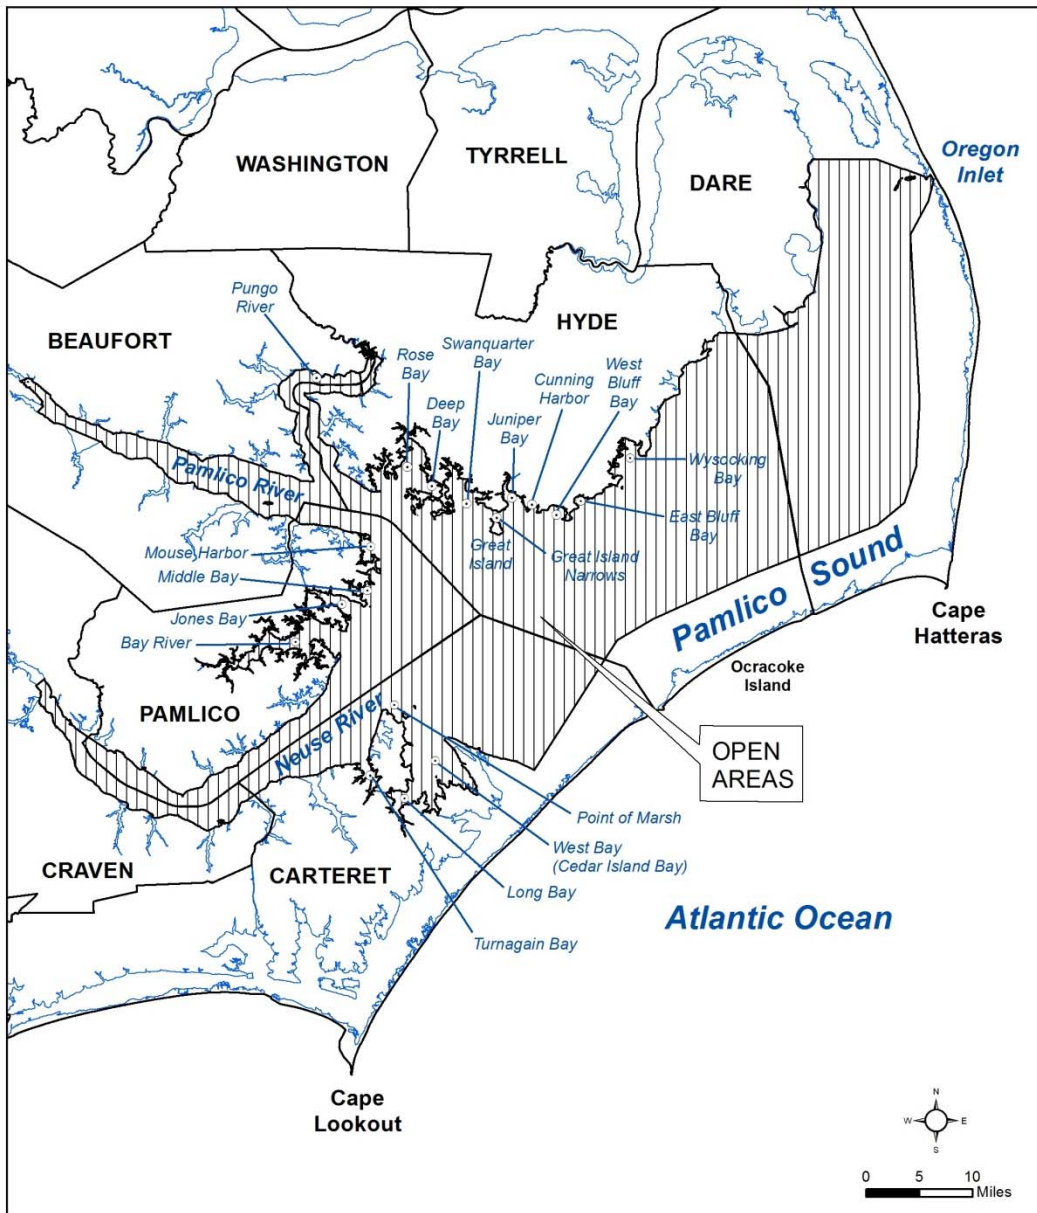 WASHINGTON
TYRRELL
DARE
Oregon
Inlet
Pungo
River
BEAUFORT
HYDE
Rose
Bay
Swanquarter
Bay
Deep
Bay
Juniper
Bay
Cunning
Harbor
West
Bluff
Bay
Wysocking
Bay
East Bluff
Bay
Pamlico River
Great
Island
Great Island
Narrows
Mouse Harbor
Middle Bay
Jones Bay
Bay River
Pamlico Sound
Cape
Hatteras
Ocracoke
Island
PAMLICO
Neuse River
OPEN
AREAS
Point of Marsh
West Bay
(Cedar Island Bay)
Long Bay
Turnagain Bay
CRAVEN
CARTERET
Atlantic Ocean
Cape
Lookout
N
W
E
S
0 5 10
Miles